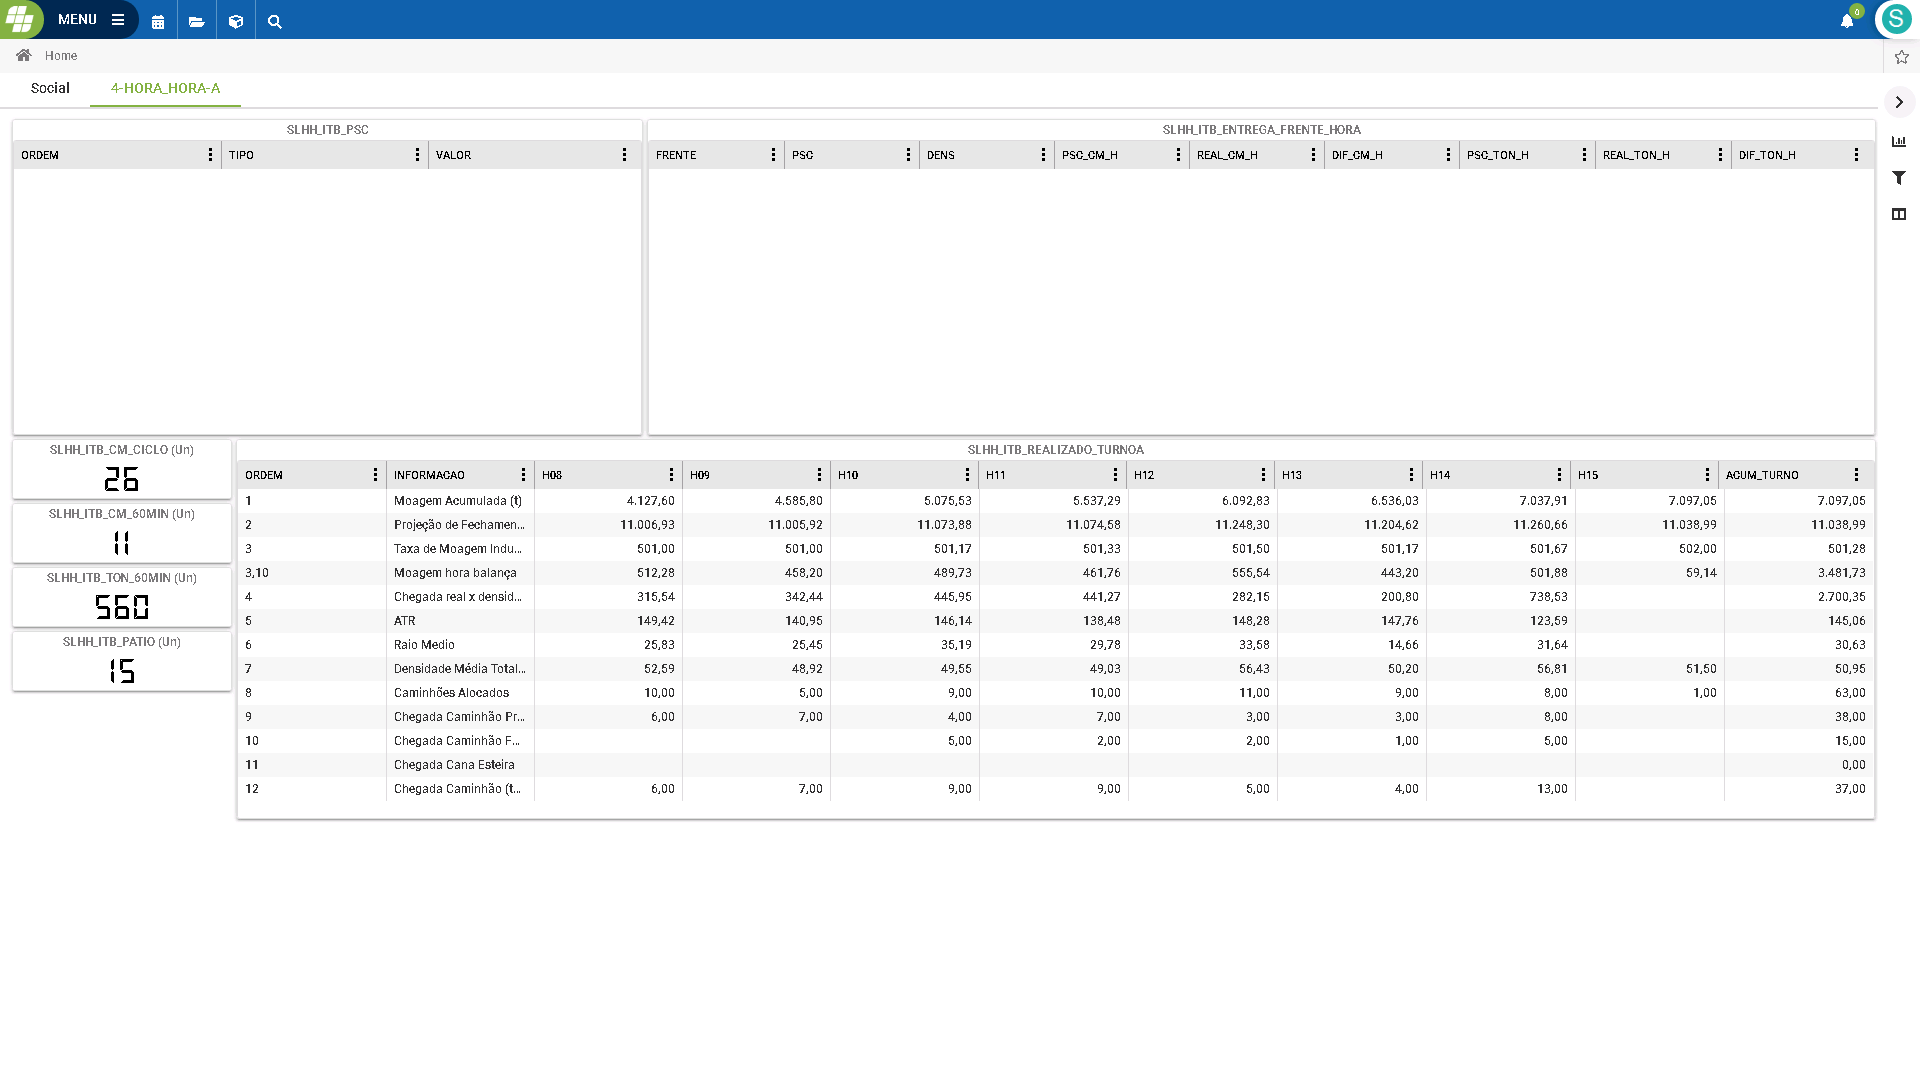 MENU
0
S
Home
Social
4-HORA_HORA-A
SLHH_ITB_PSC
ORDEM TIPO VALOR
SLHH_ITB_ENTREGA_FRENTE_HORA
FRENTE PSC DENS PSC_CM_H REAL_CM_H DIF_CM_H PSC_TON_H REAL_TON_H DIF_TON_H
SLHH_ITB_CM_CICLO (Un)
26
SLHH_ITB_CM_60MIN (Un)
11
SLHH_ITB_TON_60MIN (Un)
560
SLHH_ITB_PATIO (Un)
15
SLHH_ITB_REALIZADO_TURNOA
ORDEM INFORMACAO H08 H09 H10 H11 H12 H13 H14 H15 ACUM_TURNO
1 Moagem Acumulada (t) 4.127,60 4.585,80 5.075,53 5.537,29 6.092,83 6.536,03 7.037,91 7.097,05 7.097,05
2 Projeção de Fechamen... 11.006,93 11.005,92 11.073,88 11.074,58 11.248,30 11.204,62 11.260,66 11.038,99 11.038,99
3 Taxa de Moagem Indu... 501,00 501,00 501,17 501,33 501,50 501,17 501,67 502,00 501,28
3,10 Moagem hora balança 512,28 458,20 489,73 461,76 555,54 443,20 501,88 59,14 3.481,73
4 Chegada real x densid... 315,54 342,44 445,95 441,27 282,15 200,80 738,53 2.700,35
5 ATR 149,42 140,95 146,14 138,48 148,28 147,76 123,59 145,06
6 Raio Medio 25,83 25,45 35,19 29,78 33,58 14,66 31,64 30,63
7 Densidade Média Total... 52,59 48,92 49,55 49,03 56,43 50,20 56,81 51,50 50,95
8 Caminhões Alocados 10,00 5,00 9,00 10,00 11,00 9,00 8,00 1,00 63,00
9 Chegada Caminhão Pr... 6,00 7,00 4,00 7,00 3,00 3,00 8,00 38,00
10 Chegada Caminhão F... 5,00 2,00 2,00 1,00 5,00 15,00
11 Chegada Cana Esteira 0,00
12 Chegada Caminhão (t... 6,00 7,00 9,00 9,00 5,00 4,00 13,00 37,00